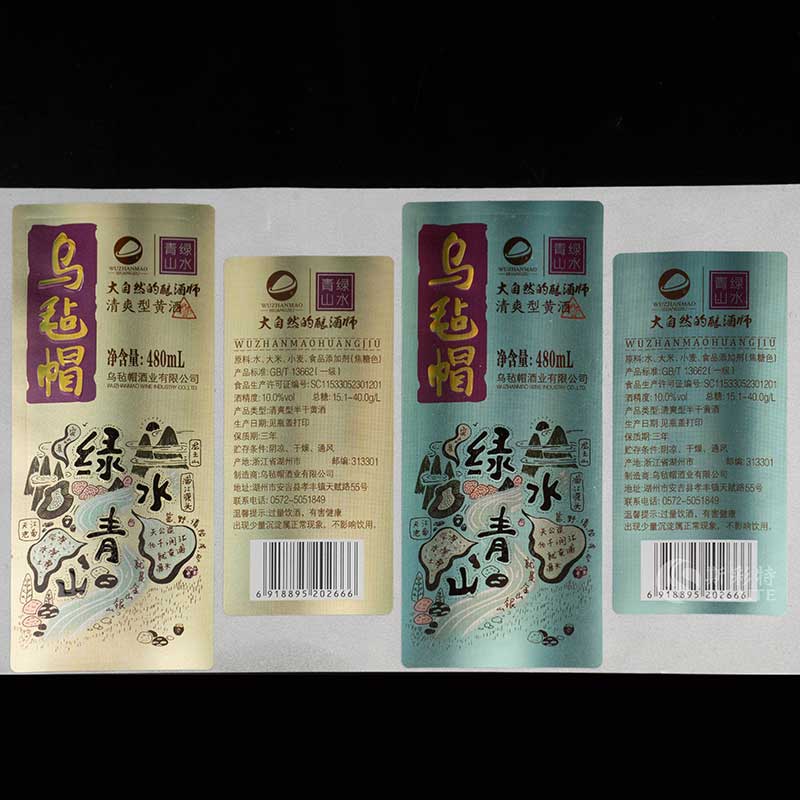 乌毡帽
WUZHANMAO
HUANGJIU
青绿
山水
大自然的酿酒师
清爽型黄酒
净含量: 480mL
乌毡帽酒业有限公司
WUZHANMAO WINE INDUSTRY CO.,LTD.
绿水青山
WUZHANMAO
HUANGJIU
青绿
山水
大自然的酿酒师
WUZHANMAOHUANGJIU
原料:水、大米、小麦、食品添加剂(焦糖色)
产品标准: GB/T 13662 (一级)
食品生产许可证编号: SC11533052301201
酒精度: 10.0%vol 总糖: 15.1-40.0g/L
产品类型:清爽型半干黄酒
生产日期:见瓶盖打印
保质期:三年
贮存条件:阴凉、干燥、通风
产地:浙江省湖州市 邮编: 313301
制造商:乌毡帽酒业有限公司
地址:湖州市安吉县孝丰镇天赋路55号
联系电话: 0572-5051849
温馨提示:过量饮酒,有害健康
出现少量沉淀属正常现象,不影响饮用。
6 918895 202666
乌毡帽
WUZHANMAO
HUANGJIU
青绿
山水
大自然的酿酒师
清爽型黄酒
净含量: 480mL
乌毡帽酒业有限公司
WUZHANMAO WINE INDUSTRY CO.,LTD.
绿水青山
WUZHANMAO
HUANGJIU
青绿
山水
大自然的酿酒师
WUZHANMAOHUANGJIU
原料:水、大米、小麦、食品添加剂(焦糖色)
产品标准: GB/T 13662 (一级)
食品生产许可证编号: SC11533052301201
酒精度: 10.0%vol 总糖: 15.1-40.0g/L
产品类型:清爽型半干黄酒
生产日期:见瓶盖打印
保质期:三年
贮存条件:阴凉、干燥、通风
产地:浙江省湖州市 邮编: 313301
制造商:乌毡帽酒业有限公司
地址:湖州市安吉县孝丰镇天赋路55号
联系电话: 0572-5051849
温馨提示:过量饮酒,有害健康
出现少量沉淀属正常现象,不影响饮用。
6 918895 202666
斯彩特